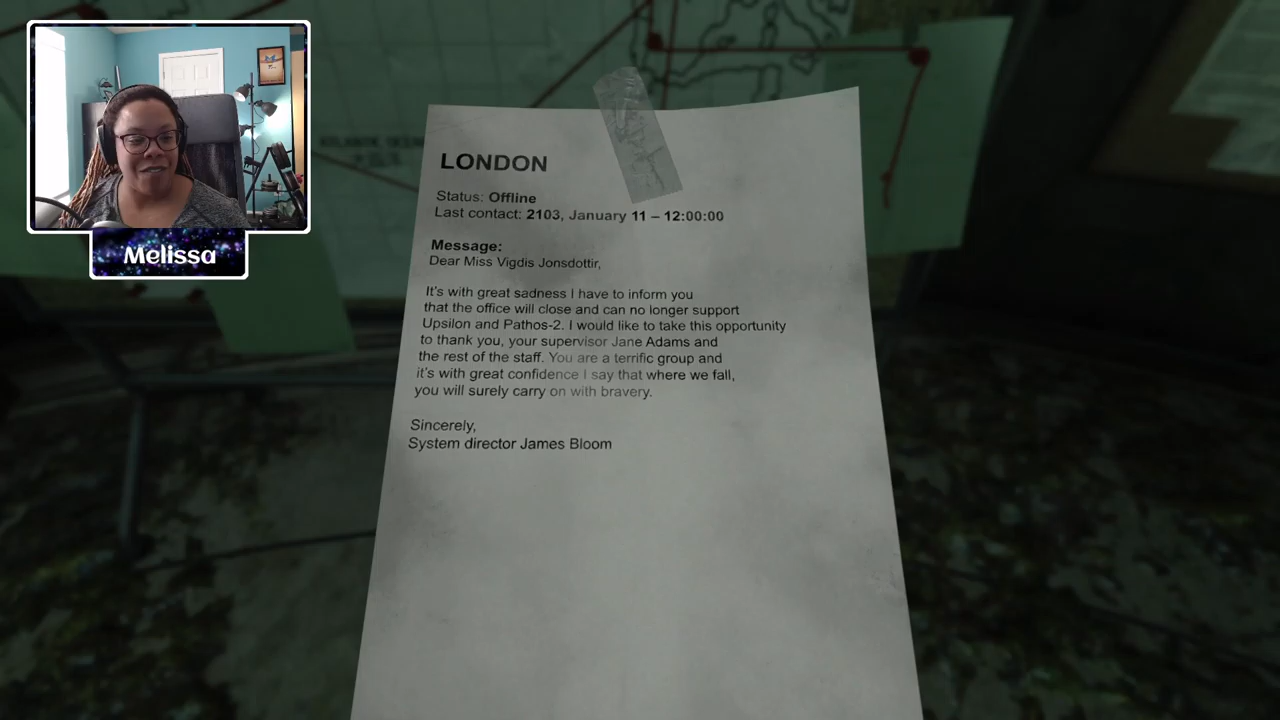 Melissa
LONDON
Status: Offline
Last contact: 2103, January 11 – 12:00:00
Message:
Dear Miss Vigdis Jonsdottir,
It's with great sadness I have to inform you
that the office will close and can no longer support
Upsilon and Pathos-2. I would like to take this opportunity
to thank you, your supervisor Jane Adams and
the rest of the staff. You are a terrific group and
it's with great confidence I say that where we fall,
you will surely carry on with bravery.
Sincerely,
System director James Bloom